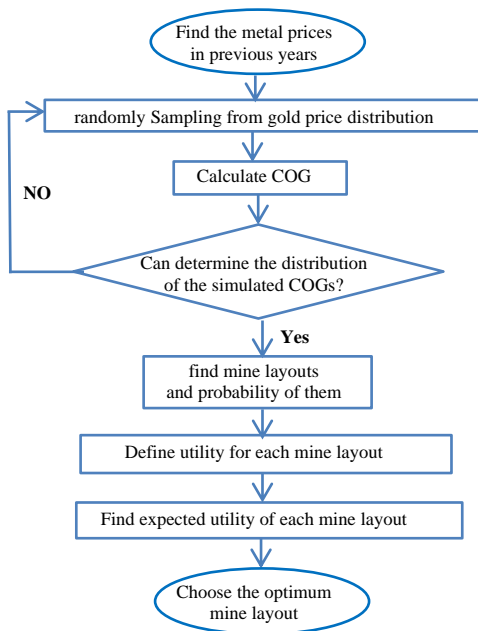 Find the metal prices
in previous years
randomly Sampling from gold price distribution
Calculate COG
NO
Can determine the distribution
of the simulated COGs?
Yes
find mine layouts
and probability of them
Define utility for each mine layout
Find expected utility of each mine layout
Choose the optimum
mine layout